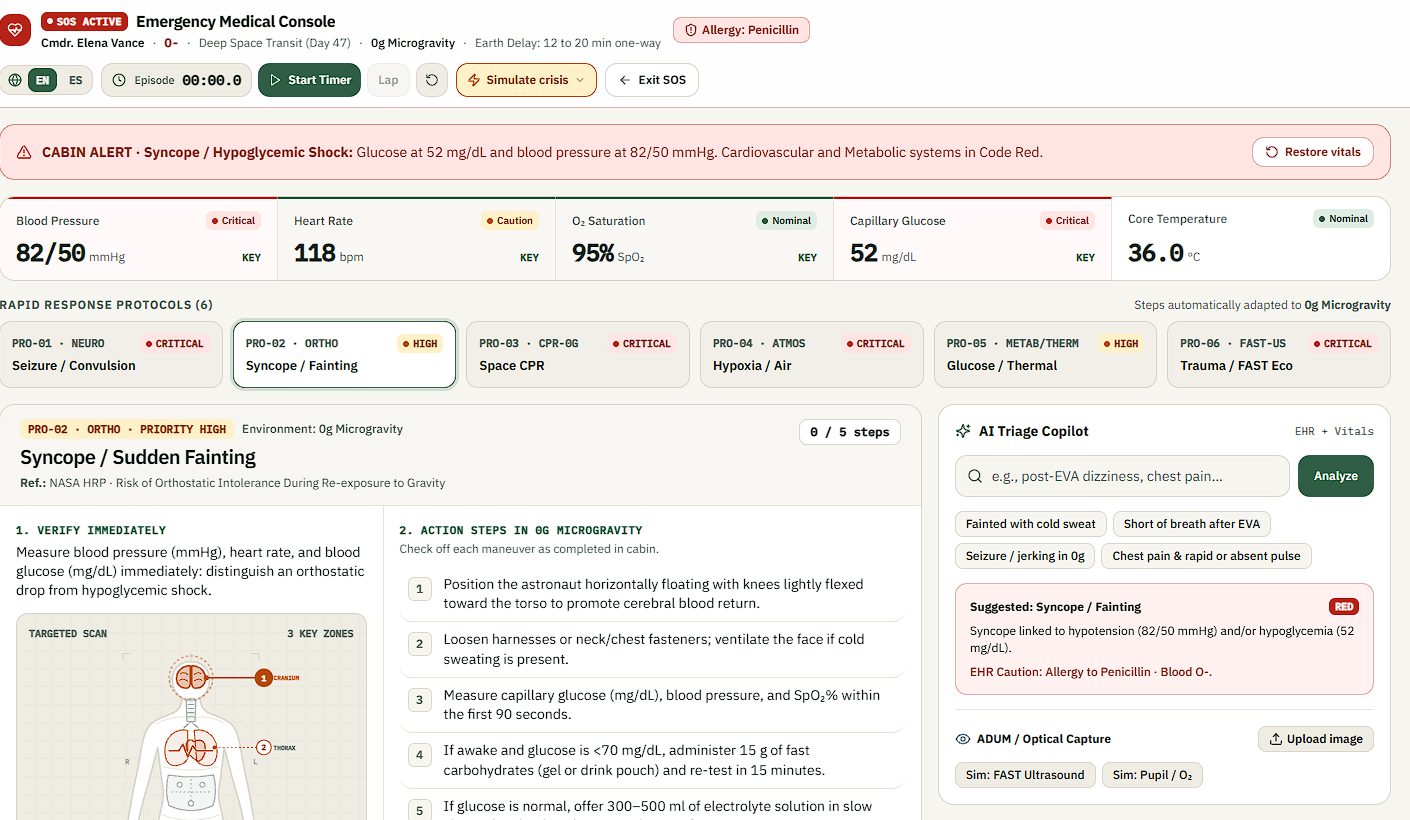 SOS ACTIVE Emergency Medical Console
Cmdr. Elena Vance · O- · Deep Space Transit (Day 47) · 0g Microgravity · Earth Delay: 12 to 20 min one-way
Allergy: Penicillin
EN ES Episode 00:00.0 Start Timer Lap Simulate crisis Exit SOS
CABIN ALERT · Syncope / Hypoglycemic Shock: Glucose at 52 mg/dL and blood pressure at 82/50 mmHg. Cardiovascular and Metabolic systems in Code Red.
Restore vitals
Blood Pressure Critical
82/50 mmHg KEY
Heart Rate Caution
118 bpm KEY
O₂ Saturation Nominal
95% SpO₂ KEY
Capillary Glucose Critical
52 mg/dL KEY
Core Temperature Nominal
36.0 °C
RAPID RESPONSE PROTOCOLS (6)
Steps automatically adapted to 0g Microgravity
PRO-01 · NEURO CRITICAL
Seizure / Convulsion
PRO-02 · ORTHO HIGH
Syncope / Fainting
PRO-03 · CPR-0G CRITICAL
Space CPR
PRO-04 · ATMOS CRITICAL
Hypoxia / Air
PRO-05 · METAB/THERM HIGH
Glucose / Thermal
PRO-06 · FAST-US CRITICAL
Trauma / FAST Eco
PRO-02 · ORTHO · PRIORITY HIGH Environment: 0g Microgravity
0 / 5 steps
Syncope / Sudden Fainting
Ref.: NASA HRP · Risk of Orthostatic Intolerance During Re-exposure to Gravity
1. VERIFY IMMEDIATELY
Measure blood pressure (mmHg), heart rate, and blood
glucose (mg/dL) immediately: distinguish an orthostatic
drop from hypoglycemic shock.
TARGETED SCAN 3 KEY ZONES
1 CRANIUM
2 THORAX
R L
2. ACTION STEPS IN 0G MICROGRAVITY
Check off each maneuver as completed in cabin.
1 Position the astronaut horizontally floating with knees lightly flexed
toward the torso to promote cerebral blood return.
2 Loosen harnesses or neck/chest fasteners; ventilate the face if cold
sweating is present.
3 Measure capillary glucose (mg/dL), blood pressure, and SpO₂% within
the first 90 seconds.
4 If awake and glucose is <70 mg/dL, administer 15 g of fast
carbohydrates (gel or drink pouch) and re-test in 15 minutes.
5 If glucose is normal, offer 300–500 ml of electrolyte solution in slow
AI Triage Copilot EHR + Vitals
e.g., post-EVA dizziness, chest pain... Analyze
Fainted with cold sweat Short of breath after EVA
Seizure / jerking in 0g Chest pain & rapid or absent pulse
Suggested: Syncope / Fainting RED
Syncope linked to hypotension (82/50 mmHg) and/or hypoglycemia (52
mg/dL).
EHR Caution: Allergy to Penicillin · Blood O-.
ADUM / Optical Capture Upload image
Sim: FAST Ultrasound Sim: Pupil / O₂